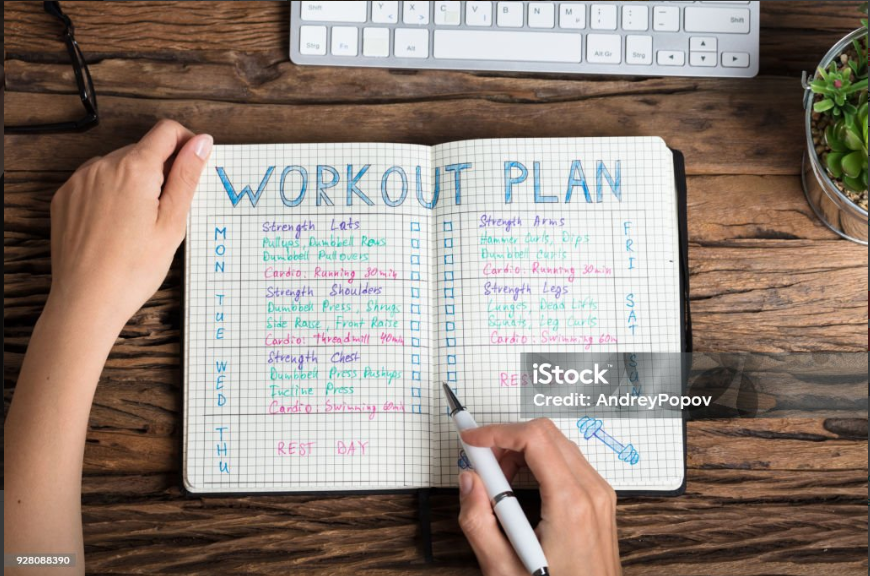 Shift
Y
X
C
V
B
N
M
;
:
-
Shift
Strg
Fn
Alt
Alt Gr
Strg
WORKOUT PLAN
MON
Strength Lats
Pullups, Dumbbell Rows
Dumbbell Pullovers
Cardio: Running 30min
TUE
Strength Shoulders
Dumbbell Press, Shrugs
Side Raise, Front Raise
Cardio: threadmill 40min
WED
Strength Chest
Dumbbell Press Pushups
Incline Press
Cardio: Swimming 60min
THU
REST DAY
Strength Arms
Hammer Curls, Dips
Dumbbell Curls
Cardio: Running 30min
FRI
Strength Legs
Lunges, Dead Lifts
Squats, Leg Curls
Cardio: Swimming 60m
SAT
RES
SUN
iStock
Credit: AndreyPopov
928088390